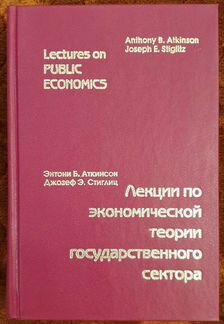 Lectures on
PUBLIC
ECONOMICS
Anthony B. Atkinson
Joseph E. Stiglitz
Энтони Б. Аткинсон
Джозеф Э. Стиглиц
Лекции по
экономической
теории
государственного
сектора